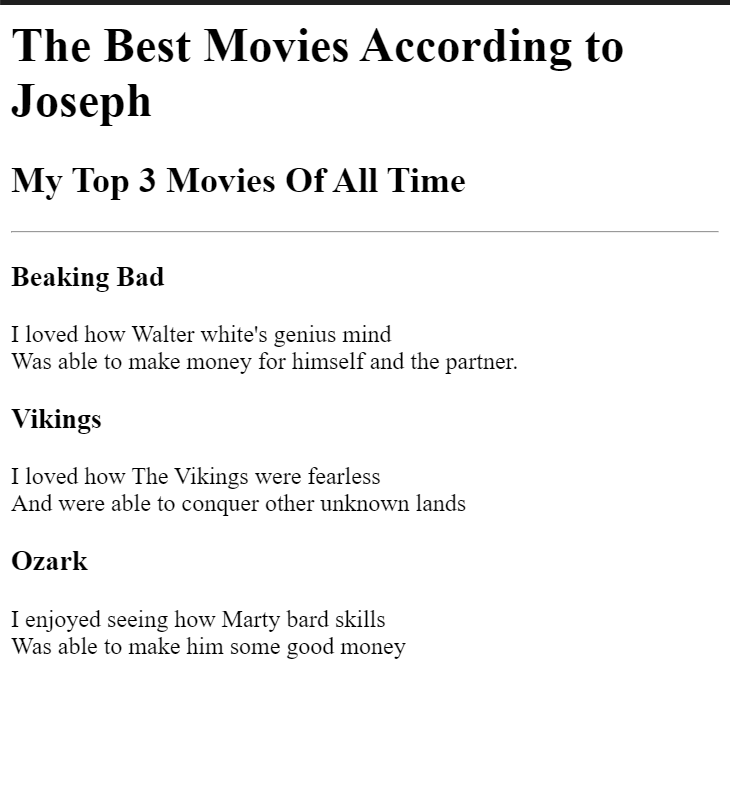 The Best Movies According to
Joseph
My Top 3 Movies Of All Time
Beaking Bad
I loved how Walter white's genius mind
Was able to make money for himself and the partner.
Vikings
I loved how The Vikings were fearless
And were able to conquer other unknown lands
Ozark
I enjoyed seeing how Marty bard skills
Was able to make him some good money